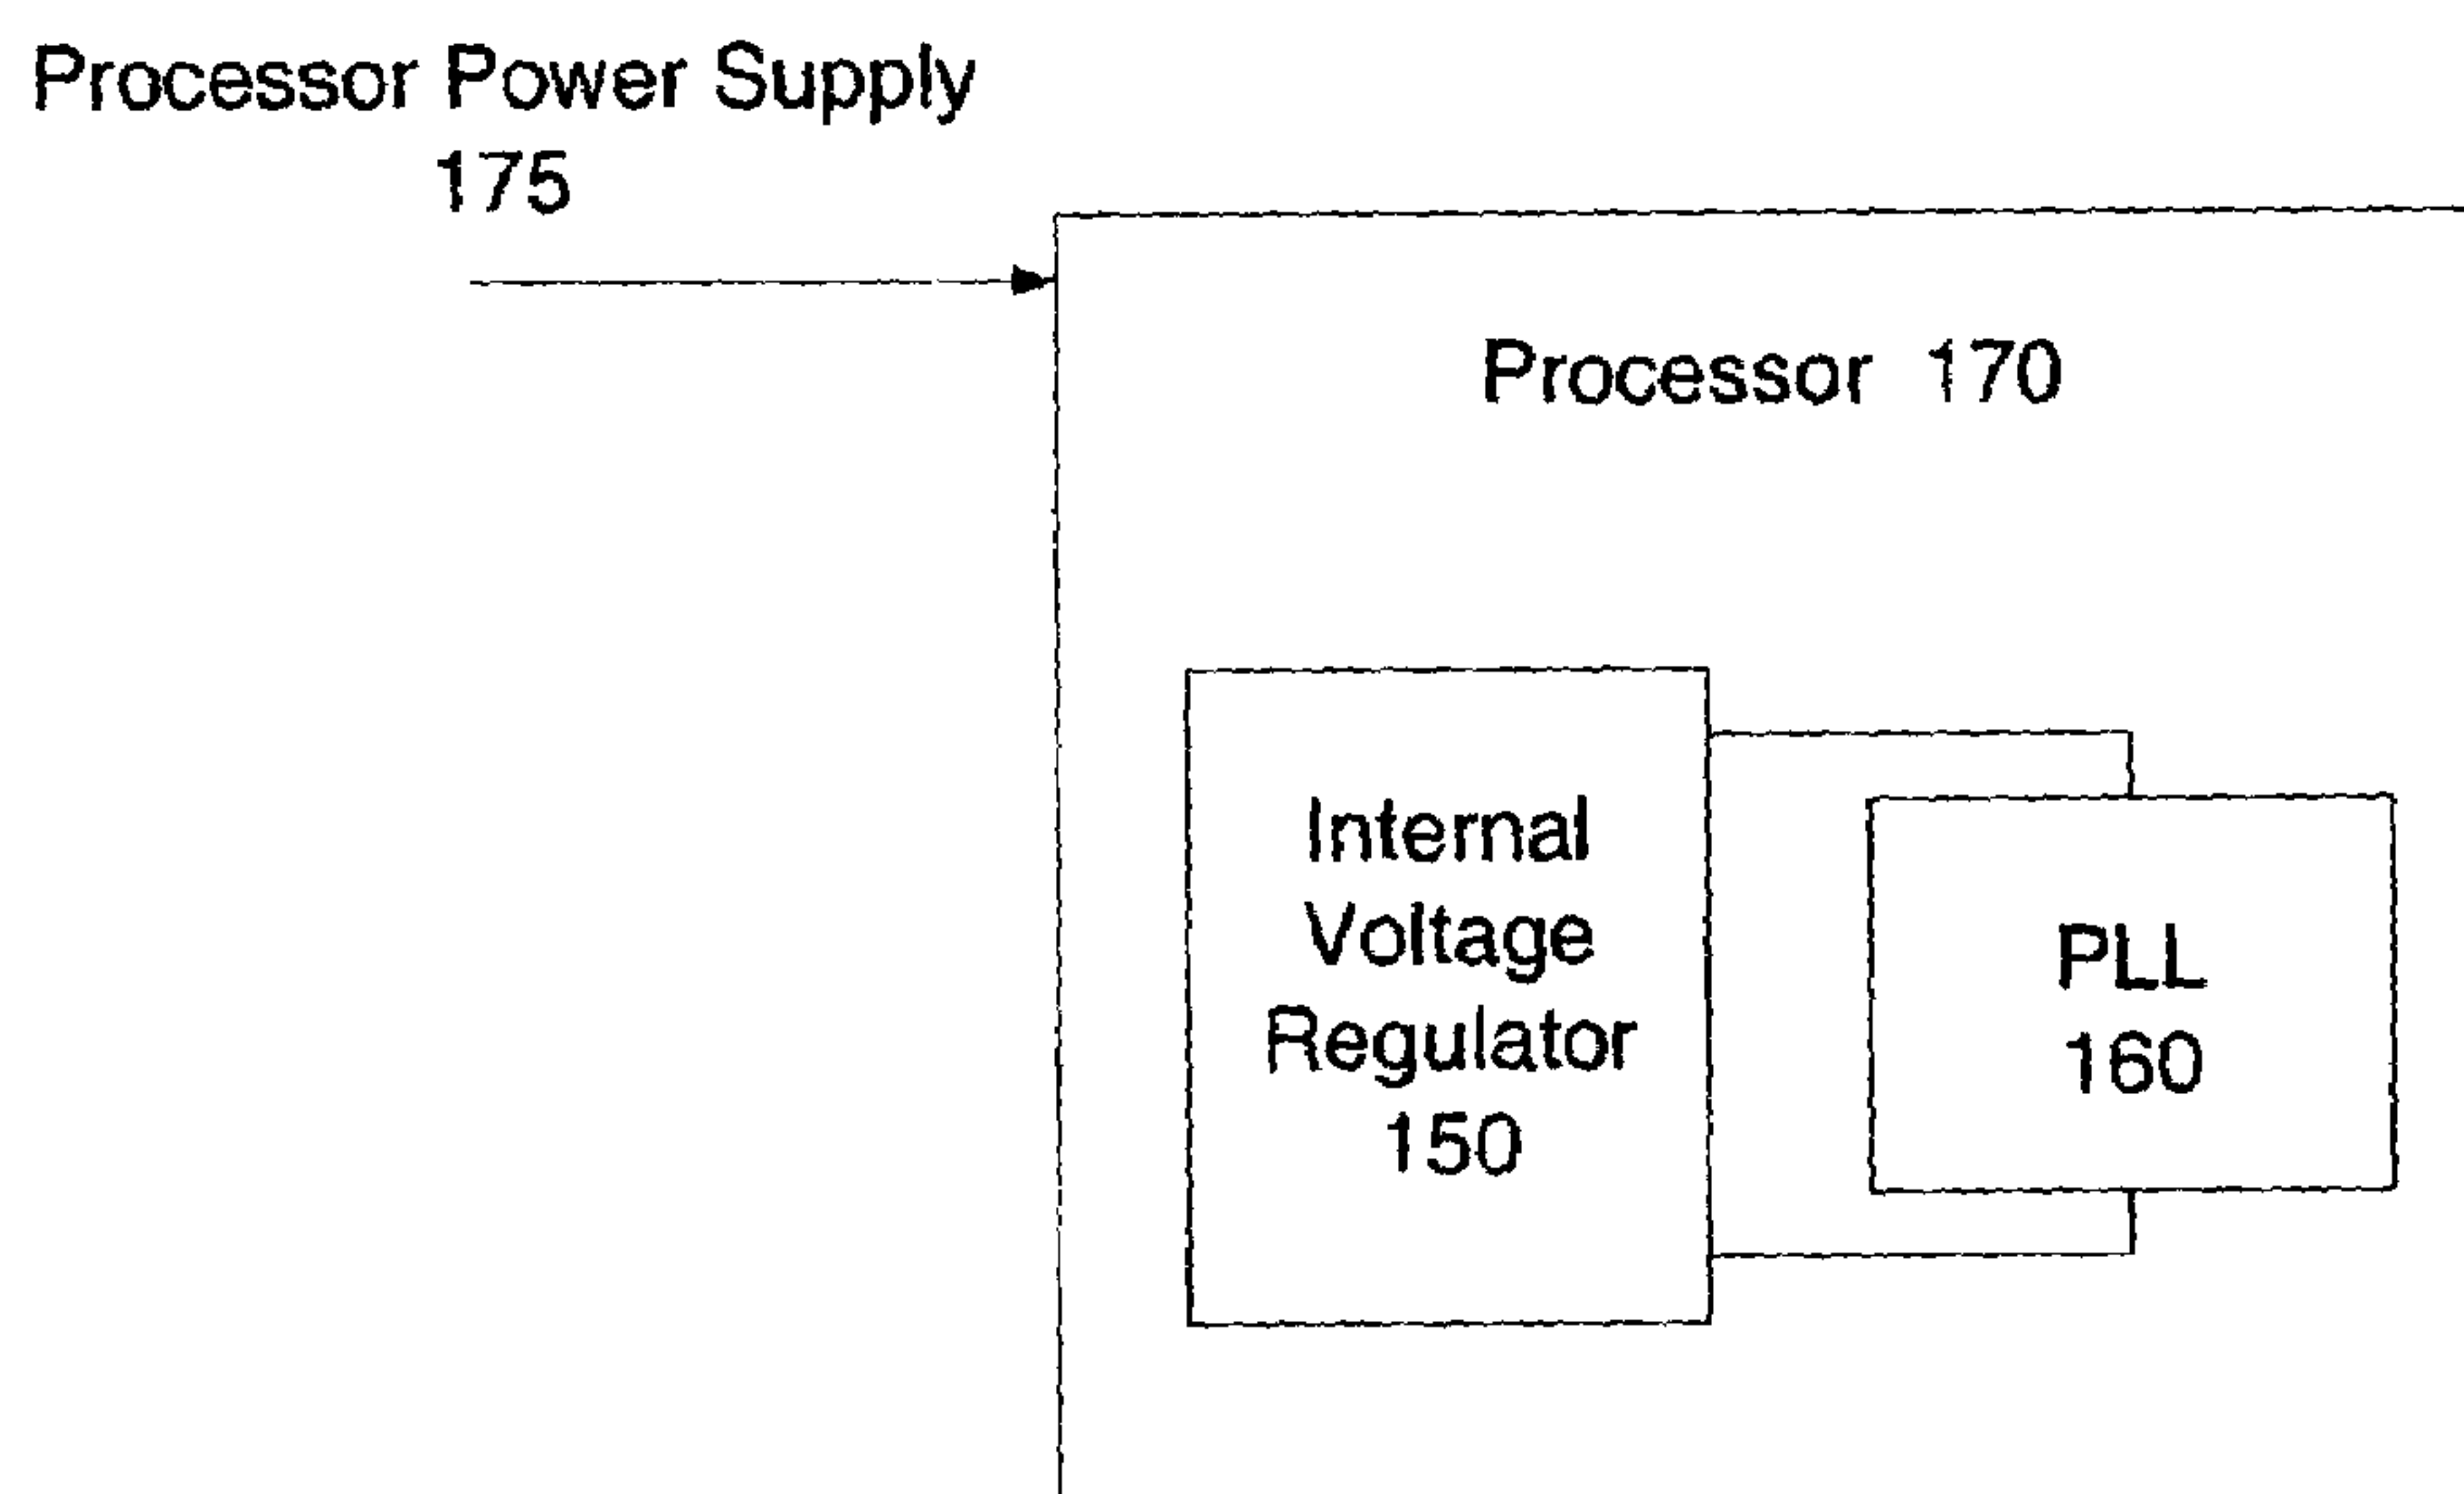 Processor Power Supply
175
Processor 170
Internal
Voltage
Regulator
150
PLL
160